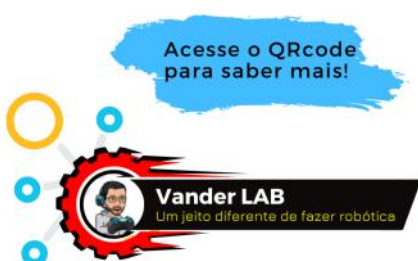 Acesse o QRcode
para saber mais!
Vander LAB
Um jeito diferente de fazer robótica